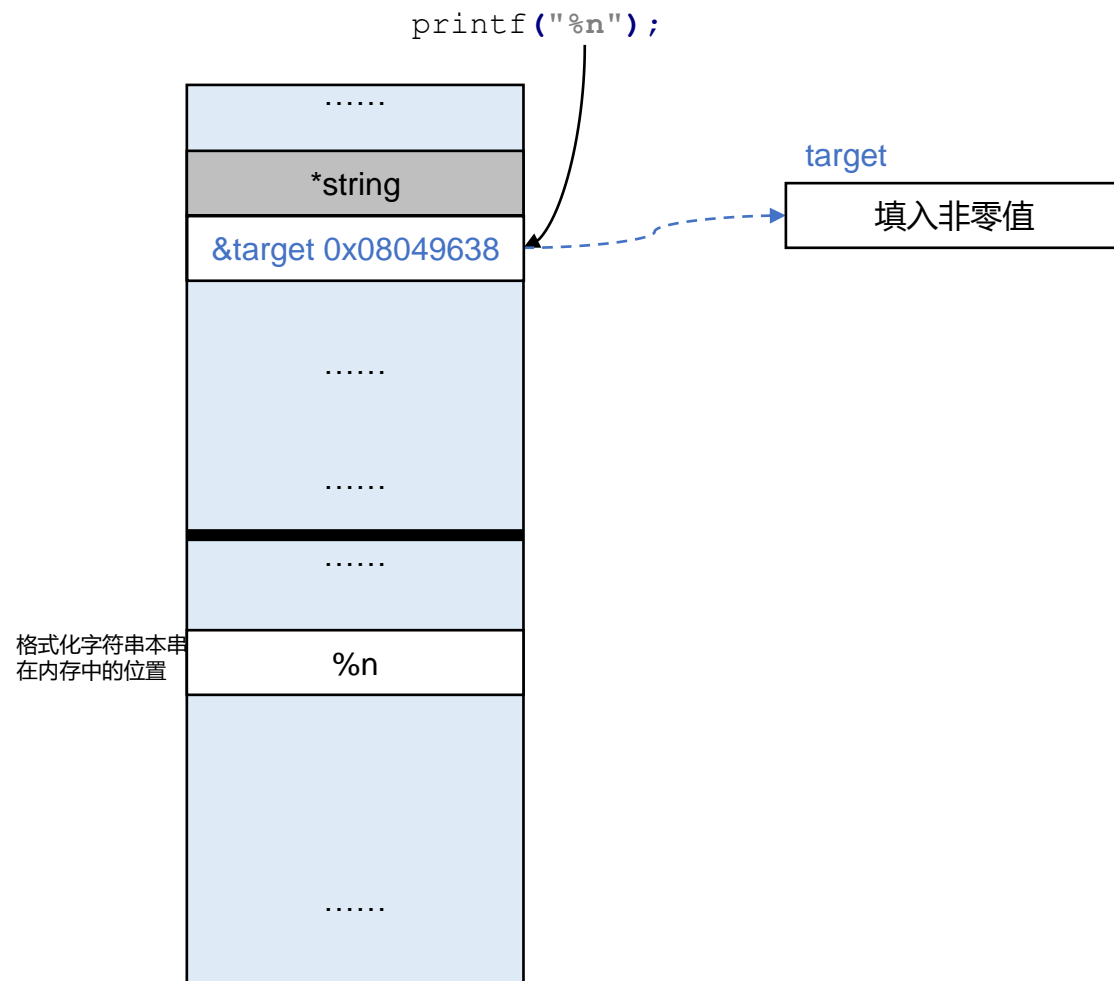 printf("%n");
......
*string
target
填入非零值
&target 0x08049638
......
......
......
格式化字符串本串
在内存中的位置
%n
......